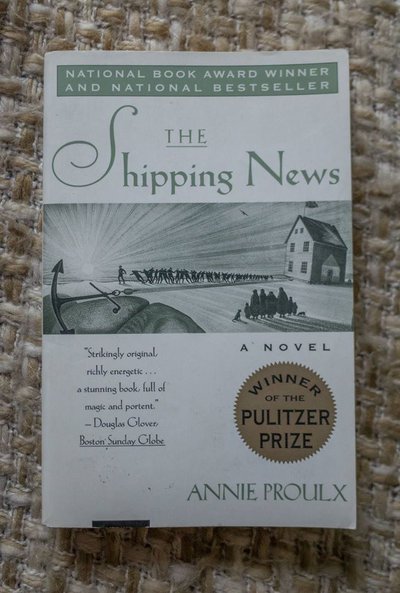 NATIONAL BOOK AWARD WINNER
AND NATIONAL BESTSELLER
THE
Shipping News
A NOVEL
"Strikingly original,
richly energetic . . .
a stunning book, full of
magic and portent."
— Douglas Glover,
Boston Sunday Globe
WINNER
OF THE
PULITZER
PRIZE
ANNIE PROULX